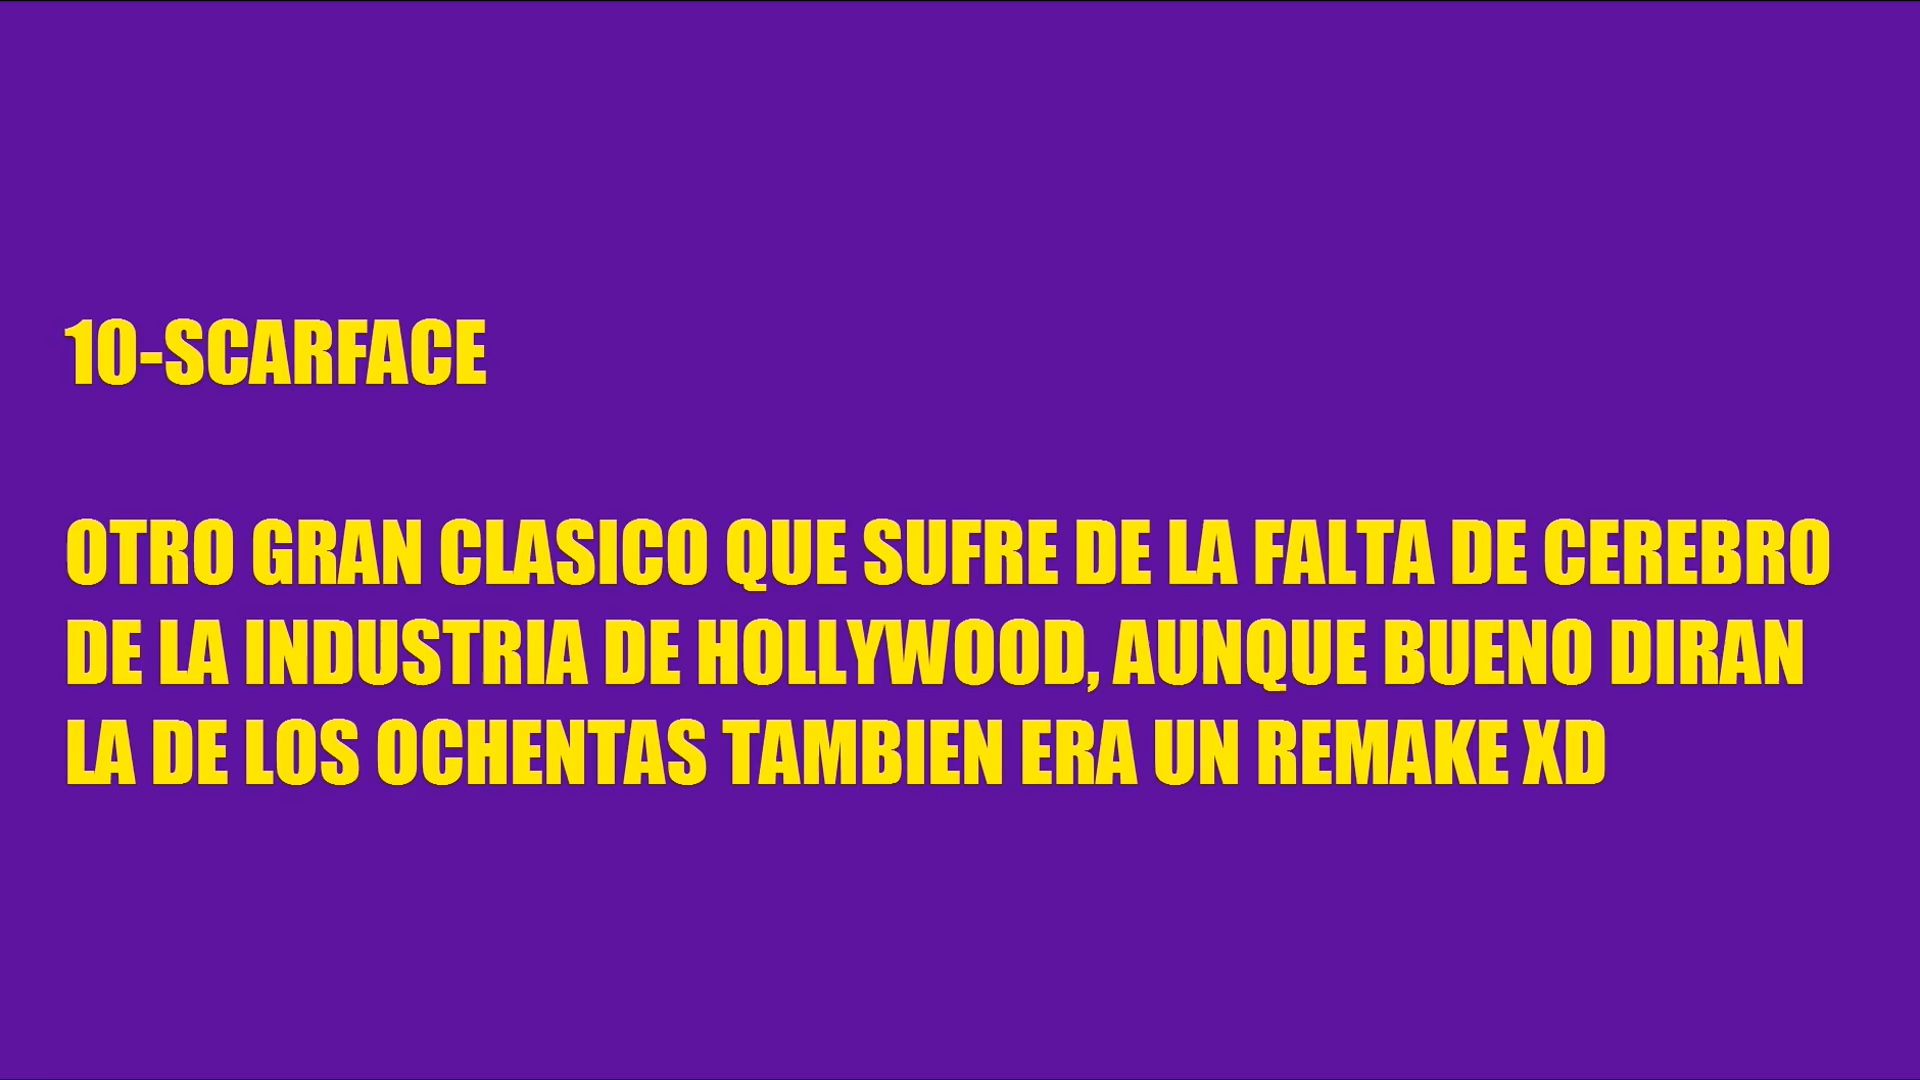 10-SCARFACE
OTRO GRAN CLASICO QUE SUFRE DE LA FALTA DE CEREBRO
DE LA INDUSTRIA DE HOLLYWOOD, AUNQUE BUENO DIRAN
LA DE LOS OCHENTAS TAMBIEN ERA UN REMAKE XD